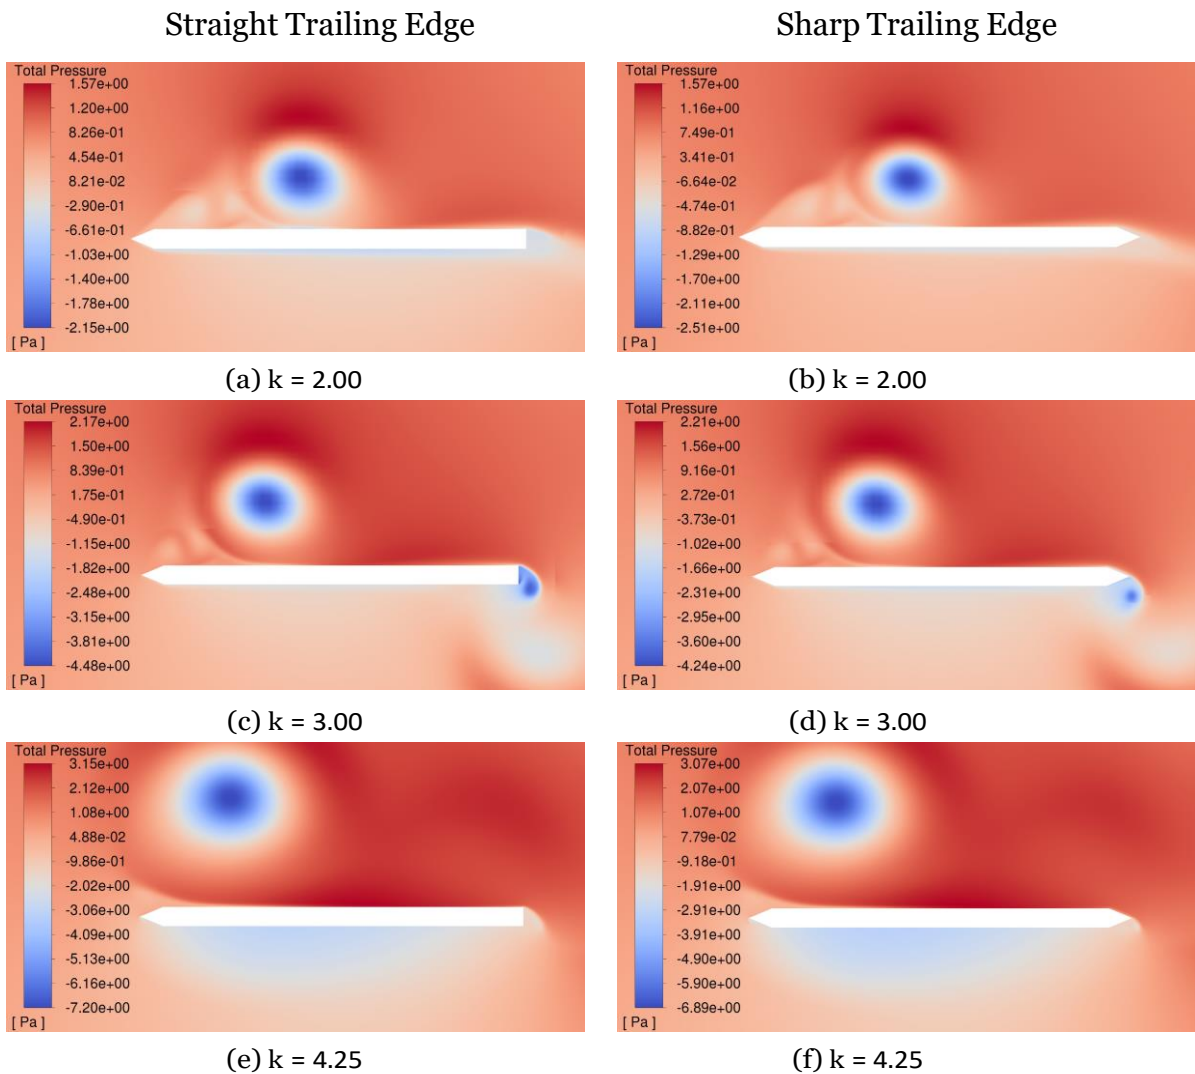 Straight Trailing Edge
Sharp Trailing Edge
Total Pressure
1.57e+00
1.20e+00
8.26e-01
4.54e-01
8.21e-02
-2.90e-01
-6.61e-01
-1.03e+00
-1.40e+00
-1.78e+00
-2.15e+00
[ Pa ]
(a) k = 2.00
Total Pressure
1.57e+00
1.16e+00
7.49e-01
3.41e-01
-6.64e-02
-4.74e-01
-8.82e-01
-1.29e+00
-1.70e+00
-2.11e+00
-2.51e+00
[ Pa ]
(b) k = 2.00
Total Pressure
2.17e+00
1.50e+00
8.39e-01
1.75e-01
-4.90e-01
-1.15e+00
-1.82e+00
-2.48e+00
-3.15e+00
-3.81e+00
-4.48e+00
[ Pa ]
(c) k = 3.00
Total Pressure
2.21e+00
1.56e+00
9.16e-01
2.72e-01
-3.73e-01
-1.02e+00
-1.66e+00
-2.31e+00
-2.95e+00
-3.60e+00
-4.24e+00
[ Pa ]
(d) k = 3.00
Total Pressure
3.15e+00
2.12e+00
1.08e+00
4.88e-02
-9.86e-01
-2.02e+00
-3.06e+00
-4.09e+00
-5.13e+00
-6.16e+00
-7.20e+00
[ Pa ]
(e) k = 4.25
Total Pressure
3.07e+00
2.07e+00
1.07e+00
7.79e-02
-9.18e-01
-1.91e+00
-2.91e+00
-3.91e+00
-4.90e+00
-5.90e+00
-6.89e+00
[ Pa ]
(f) k = 4.25